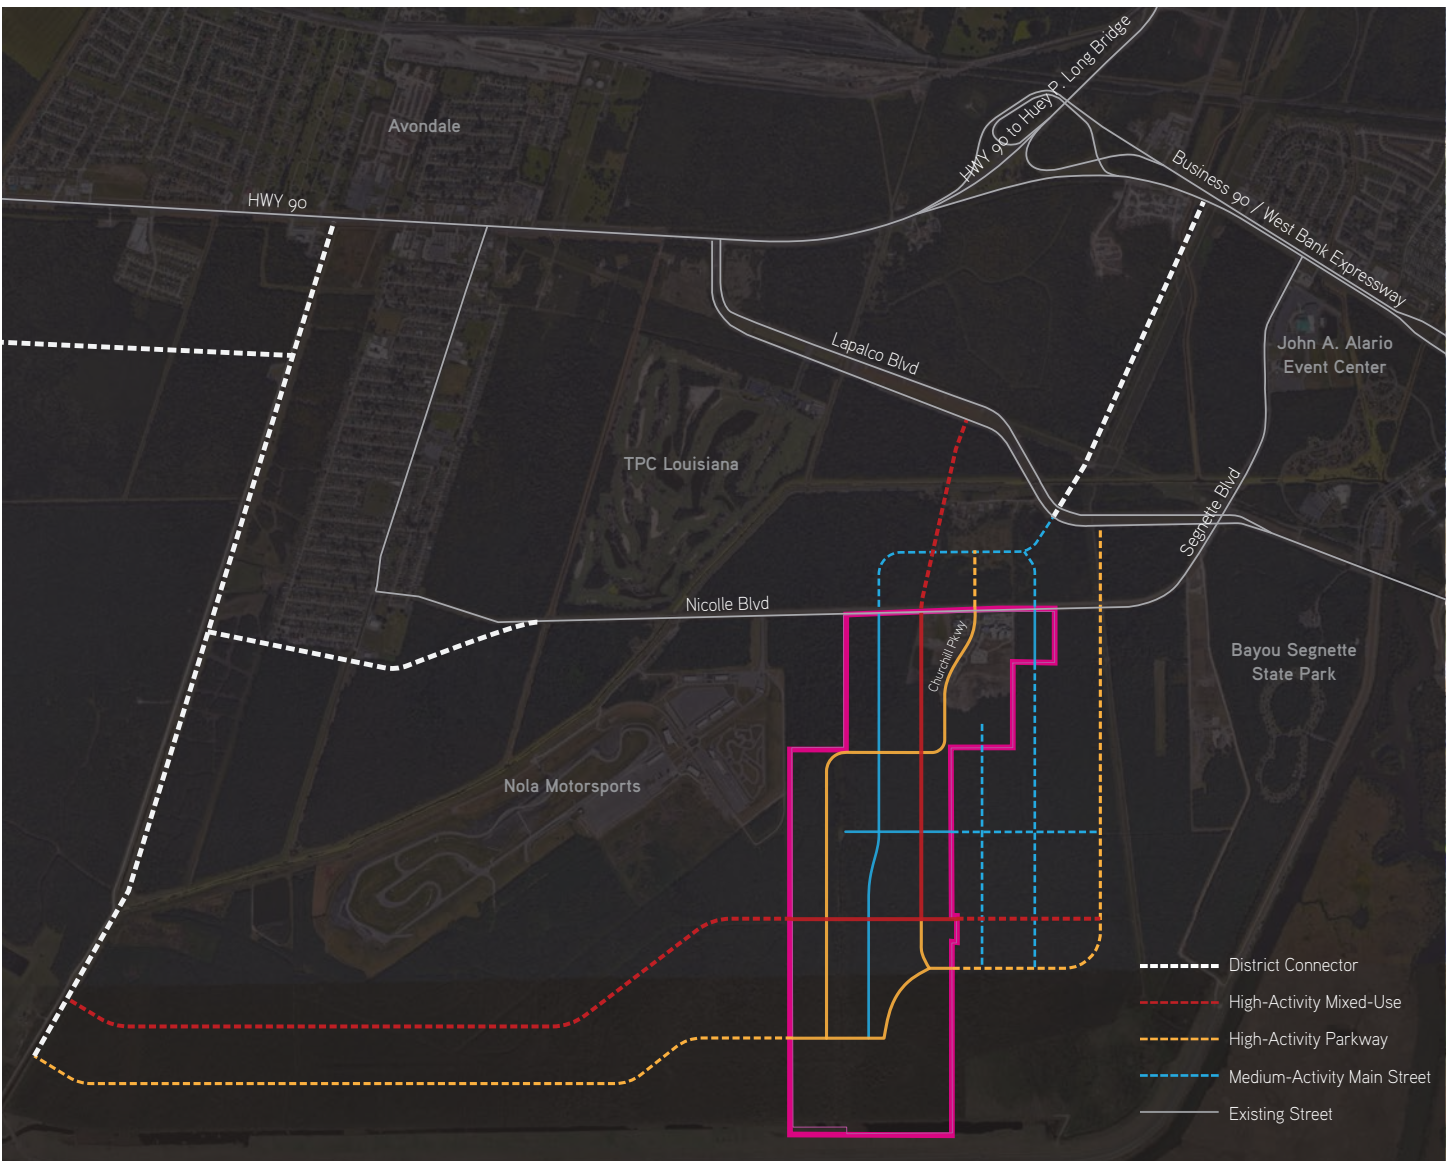 HWY 90 to Huey P. Long Bridge
Avondale
Business 90 / West Bank Expressway
HWY 90
John A. Alario
Event Center
Lapalco Blvd
TPC Louisiana
Segnette Blvd
Nicolle Blvd
Churchill Pkwy
Bayou Segnette
State Park
Nola Motorsports
District Connector
High-Activity Mixed-Use
High-Activity Parkway
Medium-Activity Main Street
Existing Street